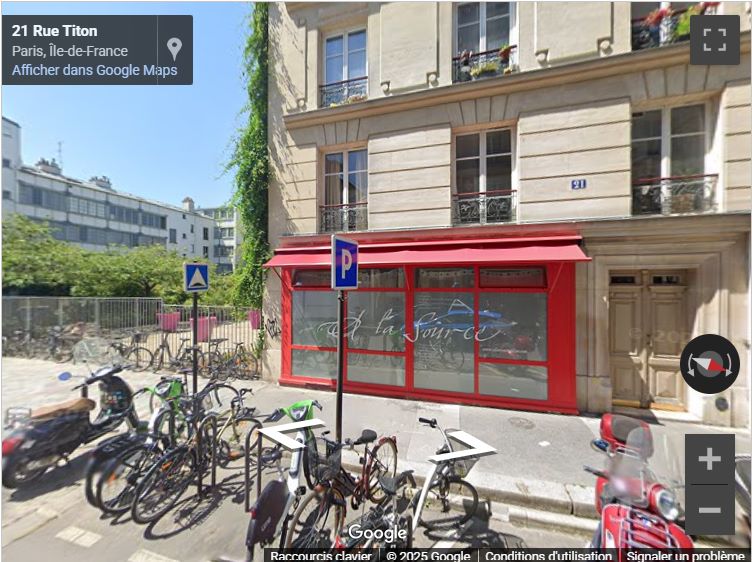 21 Rue Titon
Paris, Île-de-France
Afficher dans Google Maps
21
P
à la Source
Google
Raccourcis clavier
© 2025 Google
Conditions d'utilisation
Signaler un problème